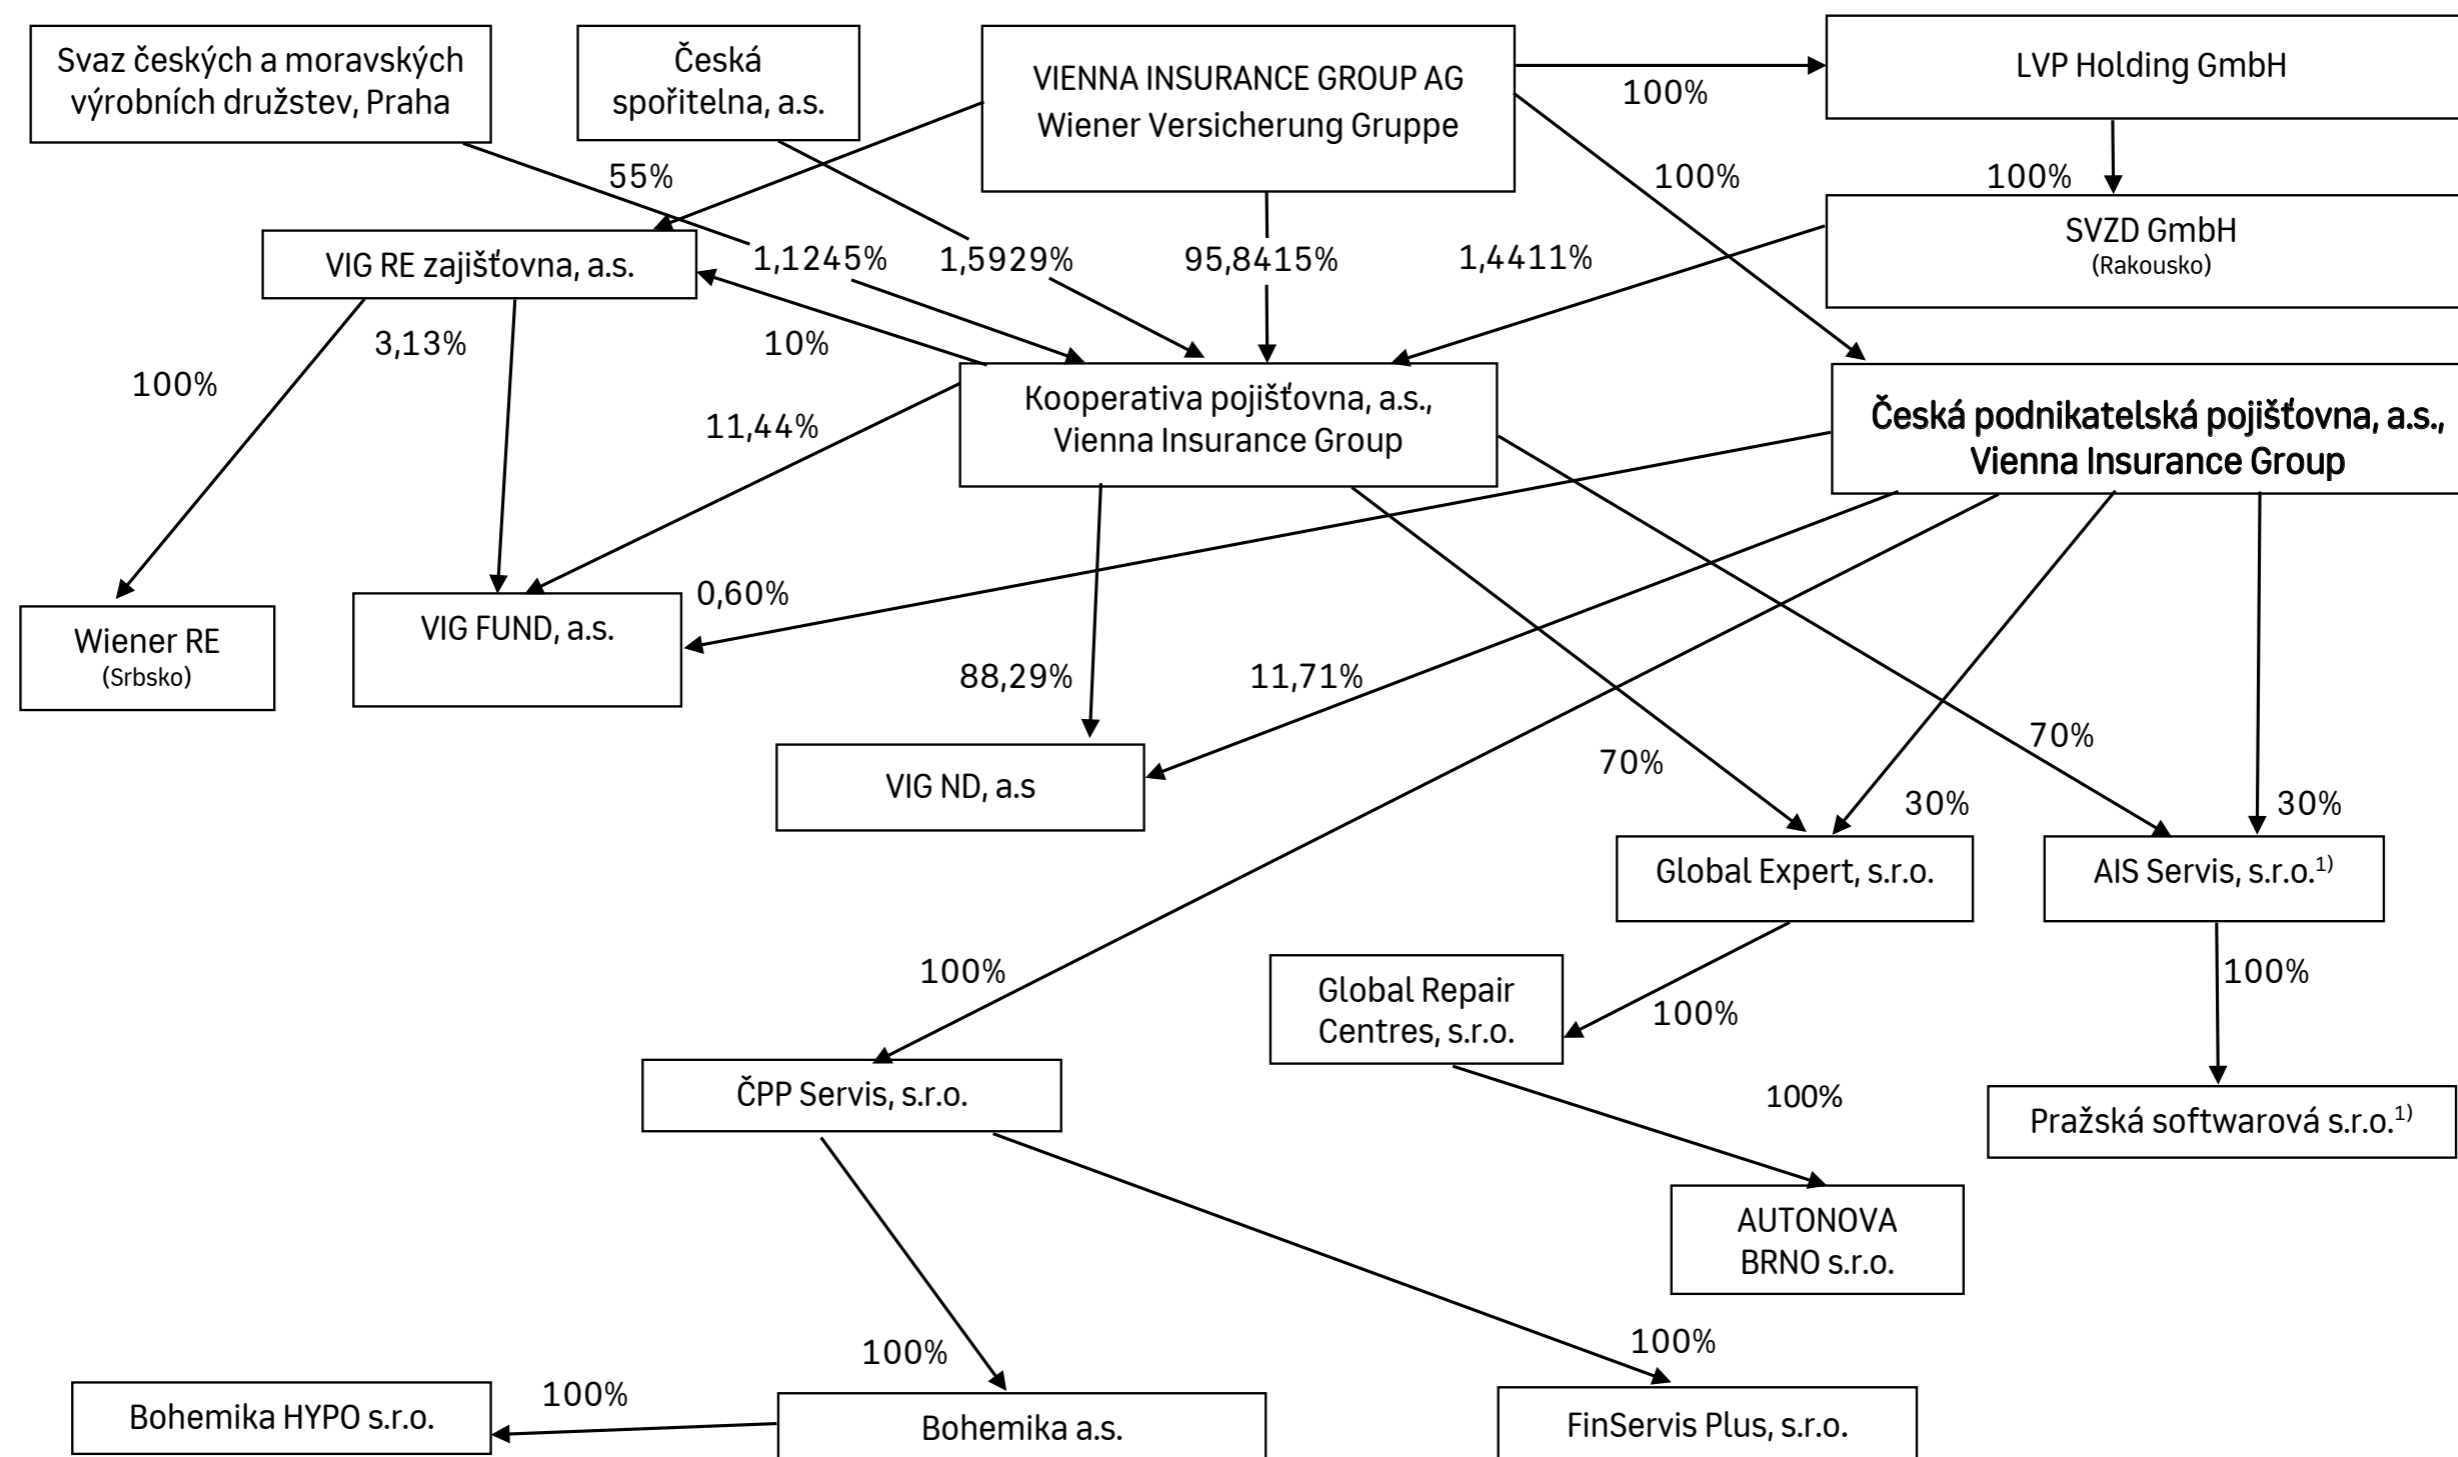 Svaz českých a moravských
výrobních družstev, Praha
Česká
spořitelna, a.s.
VIENNA INSURANCE GROUP AG
Wiener Versicherung Gruppe
LVP Holding GmbH
100%
55%
100%
100%
SVZD GmbH
(Rakousko)
VIG RE zajišťovna, a.s.
1,1245%
1,5929%
95,8415%
1,4411%
3,13%
10%
100%
11,44%
Kooperativa pojišťovna, a.s.,
Vienna Insurance Group
Česká podnikatelská pojišťovna, a.s.,
Vienna Insurance Group
0,60%
Wiener RE
(Srbsko)
VIG FUND, a.s.
88,29%
11,71%
70%
70%
VIG ND, a.s
30%
30%
Global Expert, s.r.o.
AIS Servis, s.r.o.1)
100%
100%
Global Repair
Centres, s.r.o.
100%
ČPP Servis, s.r.o.
100%
Pražská softwarová s.r.o.1)
AUTONOVA
BRNO s.r.o.
100%
100%
100%
Bohemika HYPO s.r.o.
Bohemika a.s.
FinServis Plus, s.r.o.